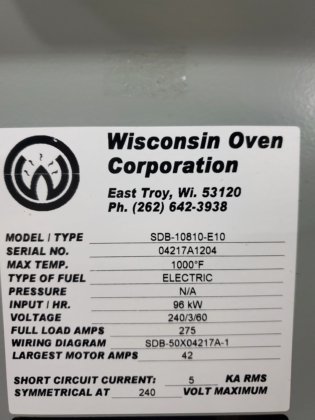 Wisconsin Oven
Corporation
East Troy, Wi. 53120
Ph. (262) 642-3938
MODEL / TYPE SDB-10810-E10
SERIAL NO. 04217A1204
MAX TEMP. 1000°F
TYPE OF FUEL ELECTRIC
PRESSURE N/A
INPUT / HR. 96 kW
VOLTAGE 240/3/60
FULL LOAD AMPS 275
WIRING DIAGRAM SDB-50X04217A-1
LARGEST MOTOR AMPS 42
SHORT CIRCUIT CURRENT: 5 KA RMS
SYMMETRICAL AT 240 VOLT MAXIMUM